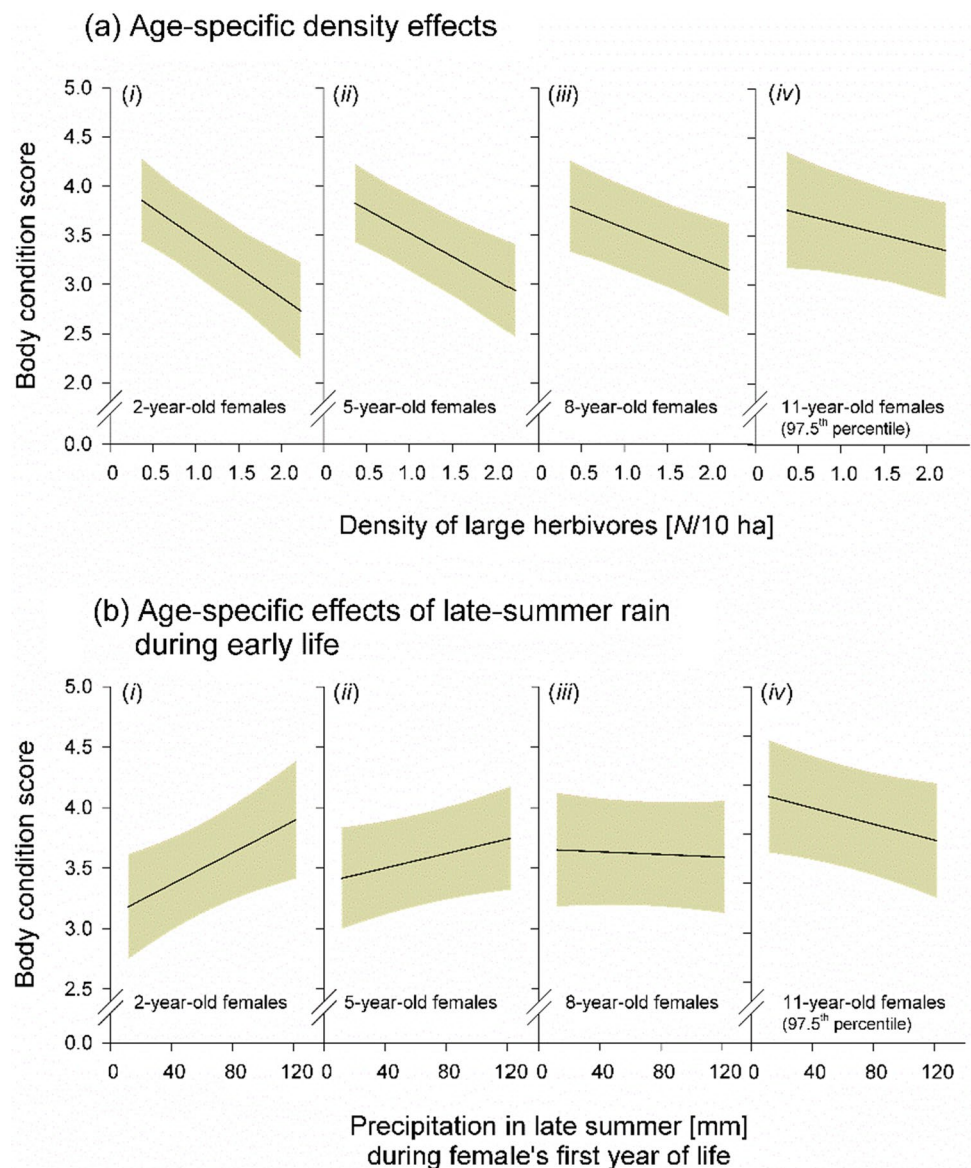 (a) Age-specific density effects
(i) (ii) (iii) (iv)
5.0
4.5
4.0
3.5
3.0
2.5
2.0
0.0
Body condition score
2-year-old females 5-year-old females 8-year-old females 11-year-old females
(97.5th percentile)
0 0.5 1.0 1.5 2.0 0 0.5 1.0 1.5 2.0 0 0.5 1.0 1.5 2.0 0 0.5 1.0 1.5 2.0
Density of large herbivores [N/10 ha]
(b) Age-specific effects of late-summer rain
during early life
(i) (ii) (iii) (iv)
5.0
4.5
4.0
3.5
3.0
2.5
0.0
Body condition score
2-year-old females 5-year-old females 8-year-old females 11-year-old females
(97.5th percentile)
0 40 80 120 0 40 80 120 0 40 80 120 0 40 80 120
Precipitation in late summer [mm]
during female's first year of life